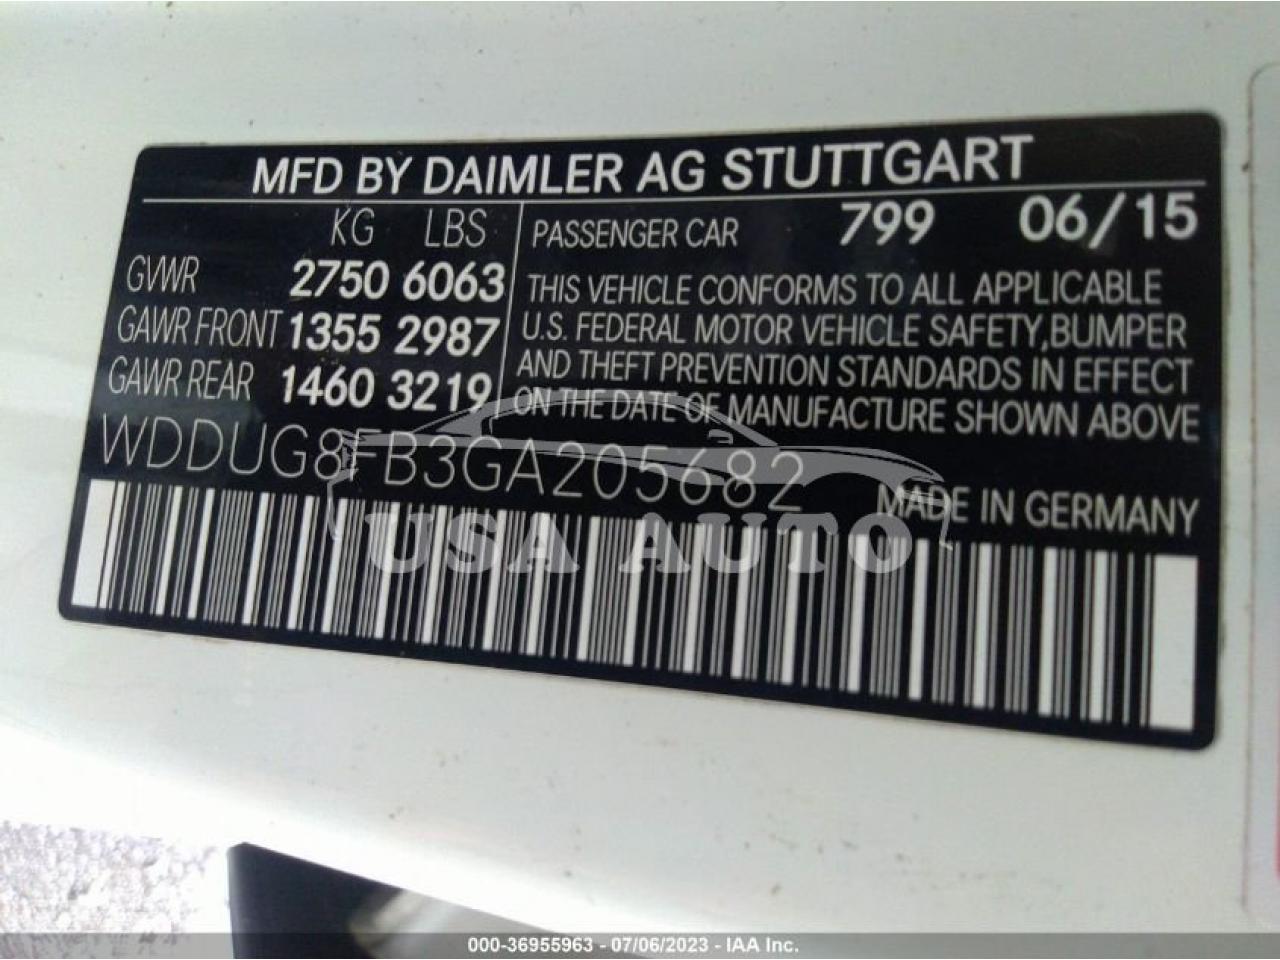 MFD BY DAIMLER AG STUTTGART
KG LBS
GVWR 2750 6063
GAWR FRONT 1355 2987
GAWR REAR 1460 3219
PASSENGER CAR 799 06/15
THIS VEHICLE CONFORMS TO ALL APPLICABLE
U.S. FEDERAL MOTOR VEHICLE SAFETY,BUMPER
AND THEFT PREVENTION STANDARDS IN EFFECT
ON THE DATE OF MANUFACTURE SHOWN ABOVE
WDDUG8FB3GA205682
MADE IN GERMANY
USA AUTO
000-36955963 - 07/06/2023 - IAA Inc.